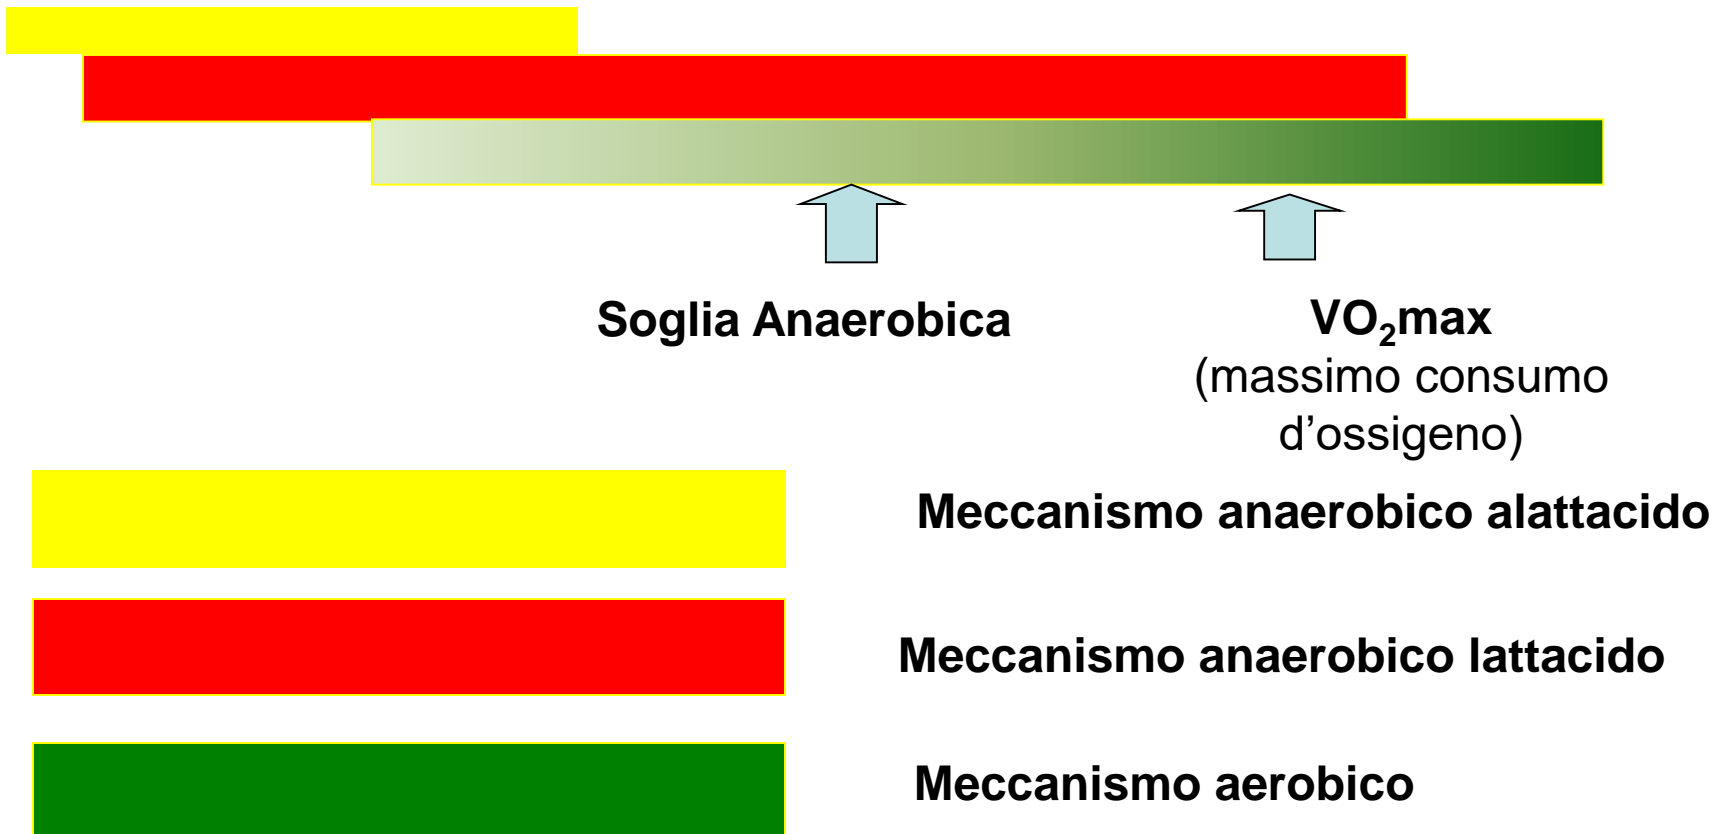 Soglia Anaerobica
VO₂max
(massimo consumo
d’ossigeno)
Meccanismo anaerobico alattacido
Meccanismo anaerobico lattacido
Meccanismo aerobico